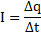 I = Δq / Δt